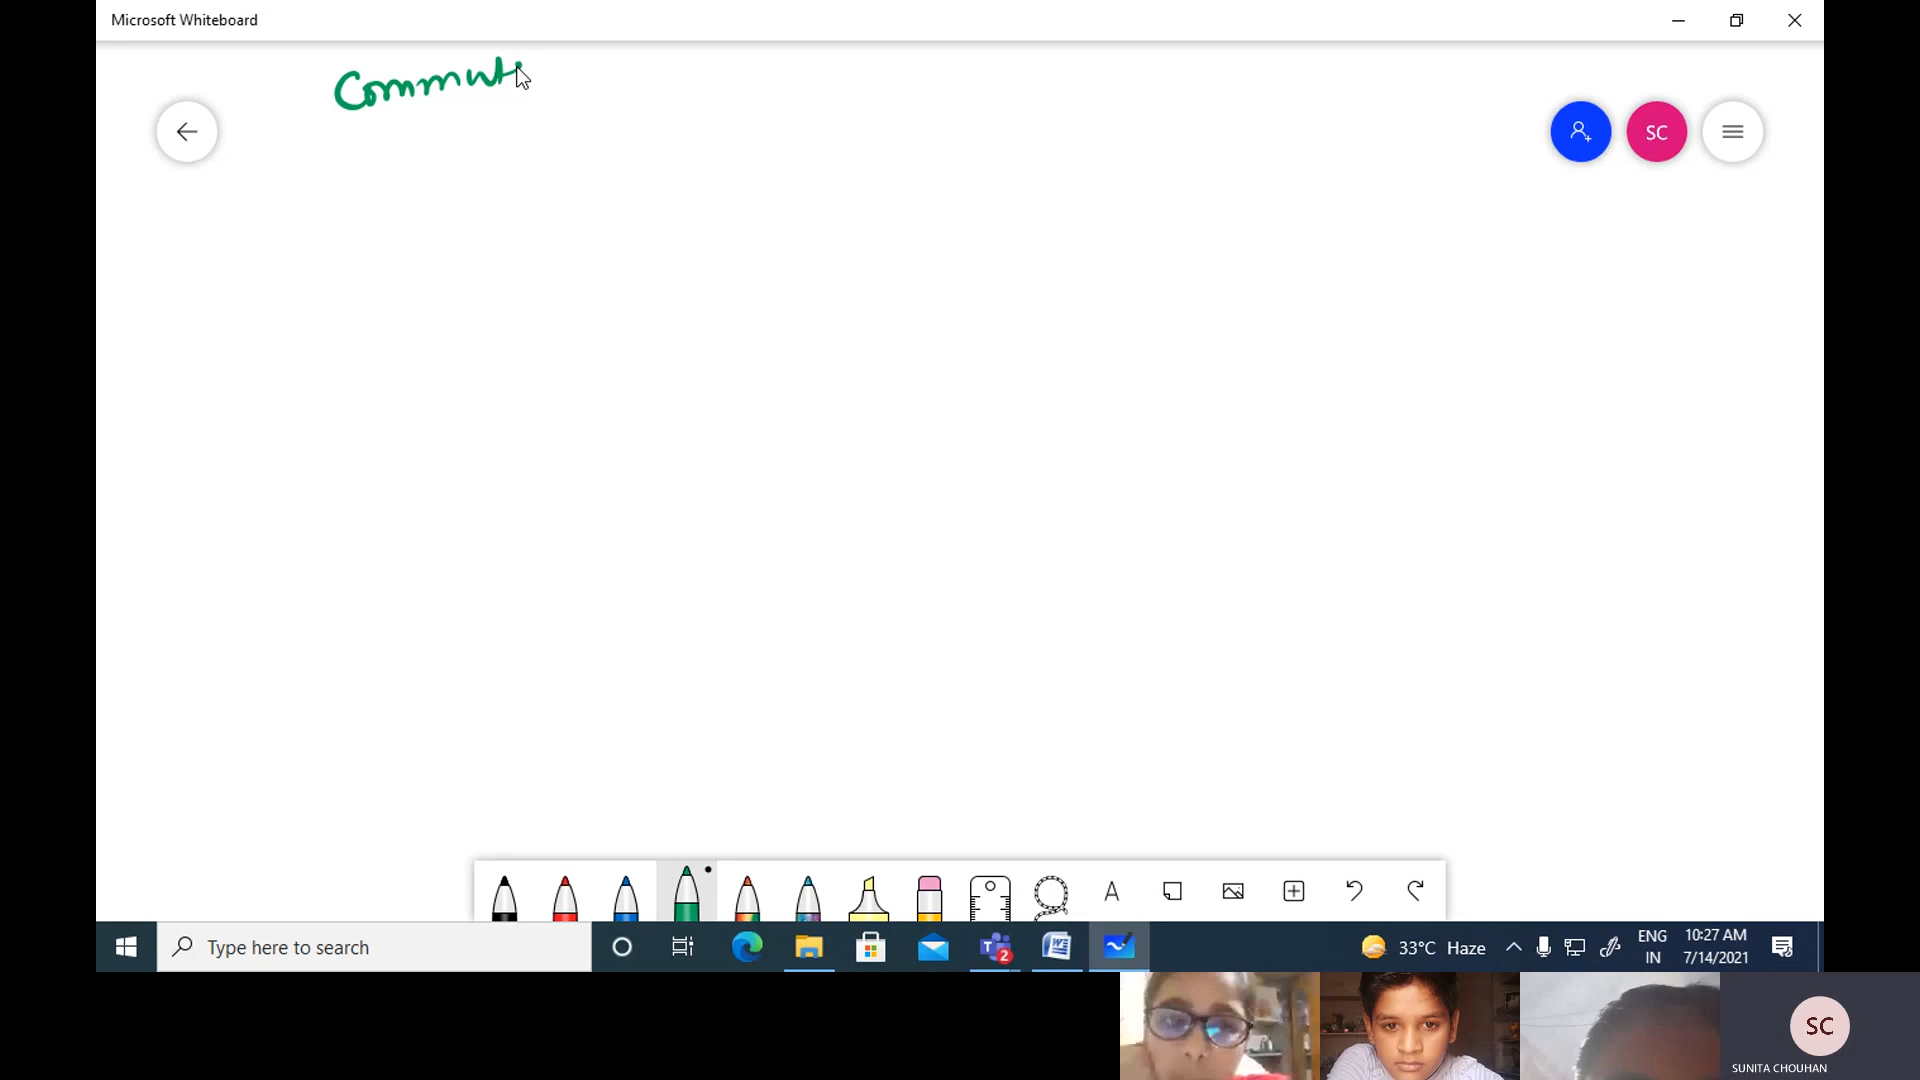 Microsoft Whiteboard
Commut
SC
A
Type here to search
2
33°C Haze
ENG
IN
10:27 AM
7/14/2021
SC
SUNITA CHOUHAN